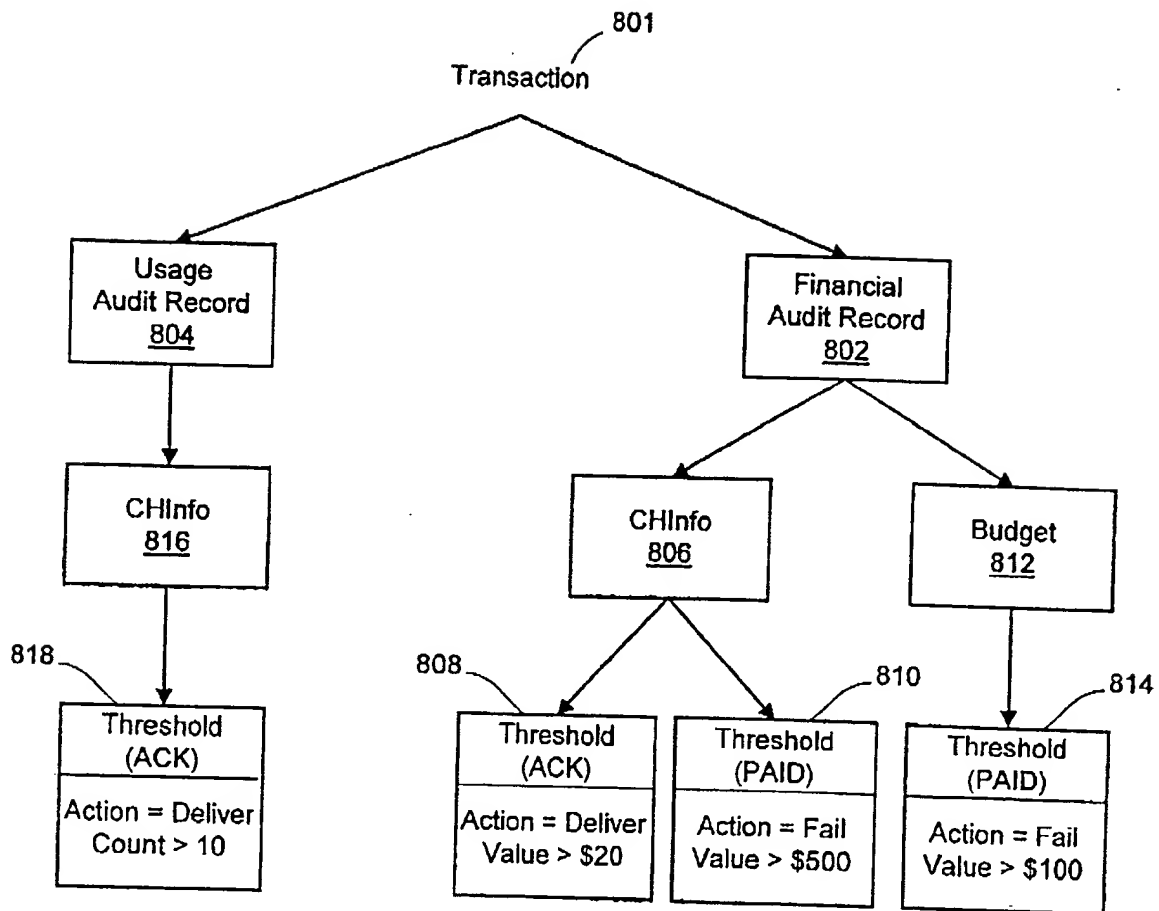 801
Transaction
Usage
Audit Record
804
Financial
Audit Record
802
CHInfo
816
CHInfo
806
Budget
812
818
Threshold
(ACK)
Action = Deliver
Count > 10
808
Threshold
(ACK)
Action = Deliver
Value > $20
810
Threshold
(PAID)
Action = Fail
Value > $500
814
Threshold
(PAID)
Action = Fail
Value > $100